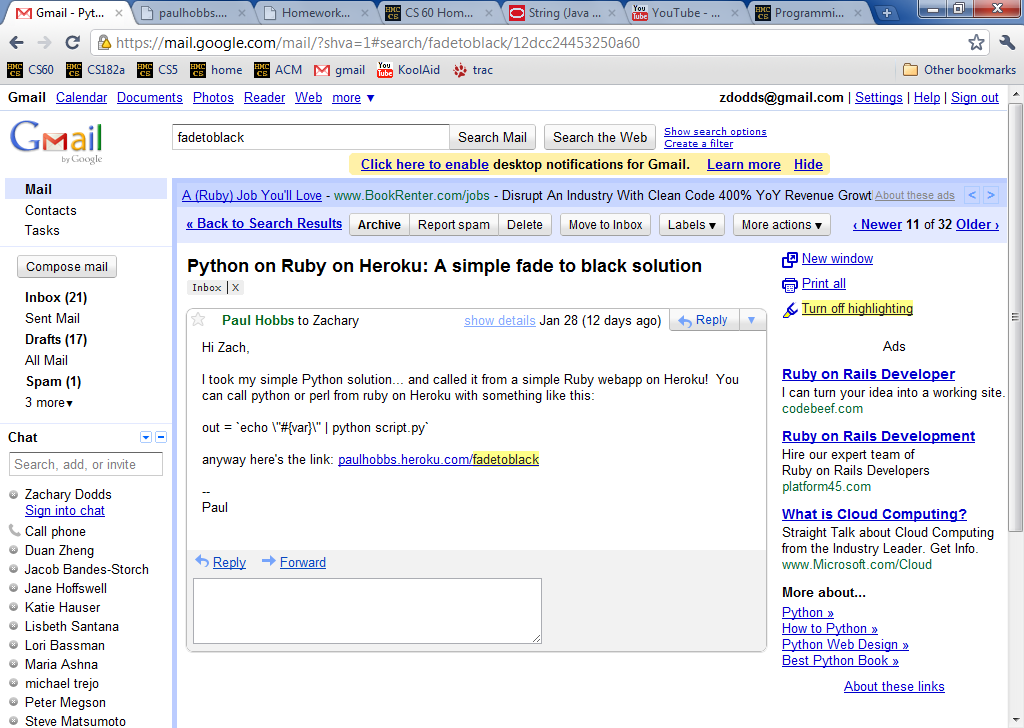 Gmail - Pyt...
paulhobbs....
Homework...
CS 60 Hom...
String (Java ...
YouTube - ...
Programmi...
https://mail.google.com/mail/?shva=1#search/fadetoblack/12dcc24453250a60
CS60 CS182a CS5 home ACM gmail KoolAid trac Other bookmarks
Gmail Calendar Documents Photos Reader Web more ▼ zdodds@gmail.com | Settings | Help | Sign out
Gmail
by Google
fadetoblack Search Mail Search the Web
Show search options
Create a filter
Click here to enable desktop notifications for Gmail. Learn more Hide
Mail
Contacts
Tasks
Compose mail
Inbox (21)
Sent Mail
Drafts (17)
All Mail
Spam (1)
3 more▾
Chat
Search, add, or invite
Zachary Dodds
Sign into chat
Call phone
Duan Zheng
Jacob Bandes-Storch
Jane Hoffswell
Katie Hauser
Lisbeth Santana
Lori Bassman
Maria Ashna
michael trejo
Peter Megson
Steve Matsumoto
A (Ruby) Job You'll Love - www.BookRenter.com/jobs - Disrupt An Industry With Clean Code 400% YoY Revenue Growt About these ads < >
« Back to Search Results Archive Report spam Delete Move to Inbox Labels ▾ More actions ▾ ‹ Newer 11 of 32 Older ›
Python on Ruby on Heroku: A simple fade to black solution
Inbox | X
Paul Hobbs to Zachary show details Jan 28 (12 days ago) Reply ▼
Hi Zach,
I took my simple Python solution... and called it from a simple Ruby webapp on Heroku! You
can call python or perl from ruby on Heroku with something like this:
out = `echo \"#{var}\" | python script.py`
anyway here's the link: paulhobbs.heroku.com/fadetoblack
--
Paul
Reply Forward
New window
Print all
Turn off highlighting
Ads
Ruby on Rails Developer
I can turn your idea into a working site.
codebeef.com
Ruby on Rails Development
Hire our expert team of
Ruby on Rails Developers
platform45.com
What is Cloud Computing?
Straight Talk about Cloud Computing
from the Industry Leader. Get Info.
www.Microsoft.com/Cloud
More about...
Python »
How to Python »
Python Web Design »
Best Python Book »
About these links